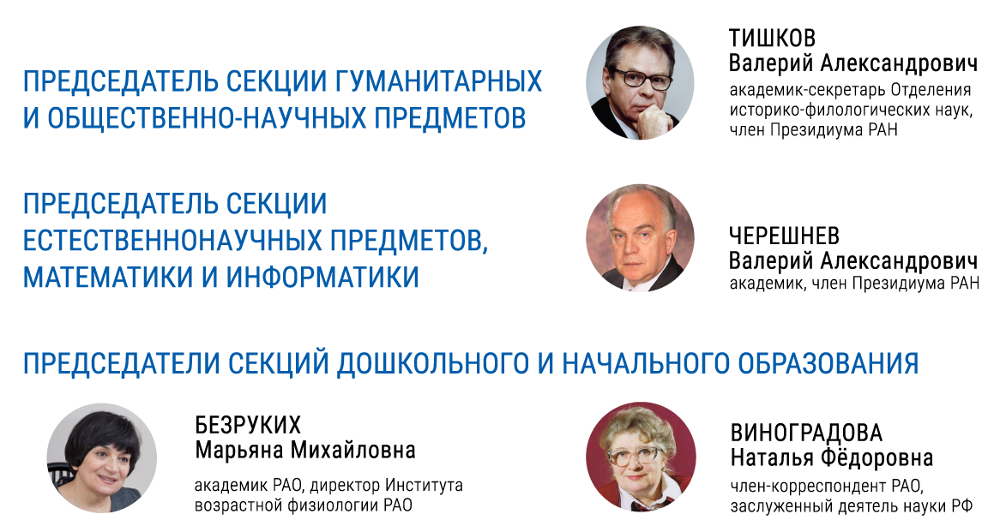 ПРЕДСЕДАТЕЛЬ СЕКЦИИ ГУМАНИТАРНЫХ
И ОБЩЕСТВЕННО-НАУЧНЫХ ПРЕДМЕТОВ
ТИШКОВ
Валерий Александрович
академик-секретарь Отделения
историко-филологических наук,
член Президиума РАН
ПРЕДСЕДАТЕЛЬ СЕКЦИИ
ЕСТЕСТВЕННОНАУЧНЫХ ПРЕДМЕТОВ,
МАТЕМАТИКИ И ИНФОРМАТИКИ
ЧЕРЕШНЕВ
Валерий Александрович
академик, член Президиума РАН
ПРЕДСЕДАТЕЛИ СЕКЦИЙ ДОШКОЛЬНОГО И НАЧАЛЬНОГО ОБРАЗОВАНИЯ
БЕЗРУКИХ
Марьяна Михайловна
академик РАО, директор Института
возрастной физиологии РАО
ВИНОГРАДОВА
Наталья Фёдоровна
член-корреспондент РАО,
заслуженный деятель науки РФ